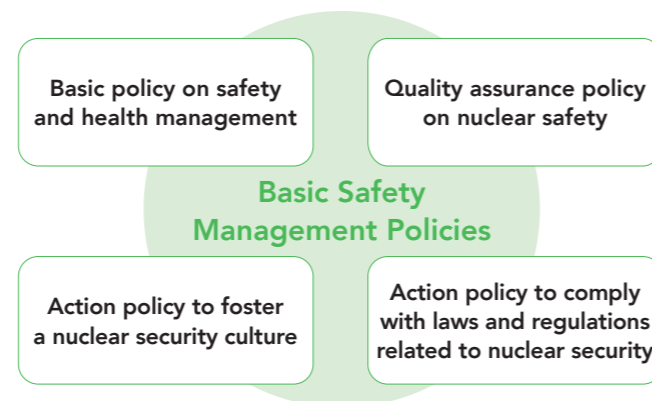 Basic policy on safety
and health management
Quality assurance policy
on nuclear safety
Basic Safety
Management Policies
Action policy to foster
a nuclear security culture
Action policy to comply
with laws and regulations
related to nuclear security